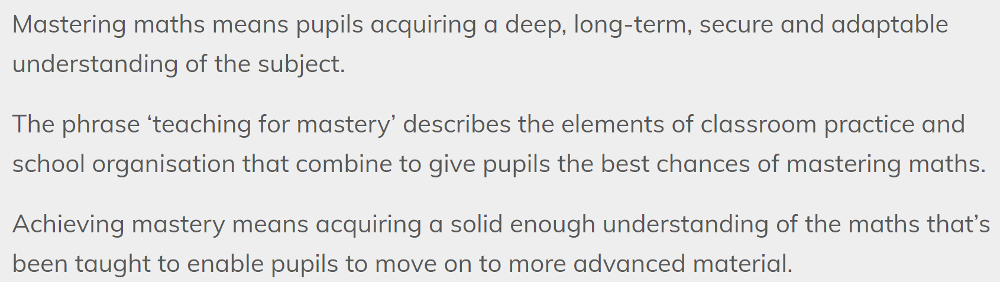 Mastering maths means pupils acquiring a deep, long-term, secure and adaptable
understanding of the subject.
The phrase ‘teaching for mastery’ describes the elements of classroom practice and
school organisation that combine to give pupils the best chances of mastering maths.
Achieving mastery means acquiring a solid enough understanding of the maths that’s
been taught to enable pupils to move on to more advanced material.